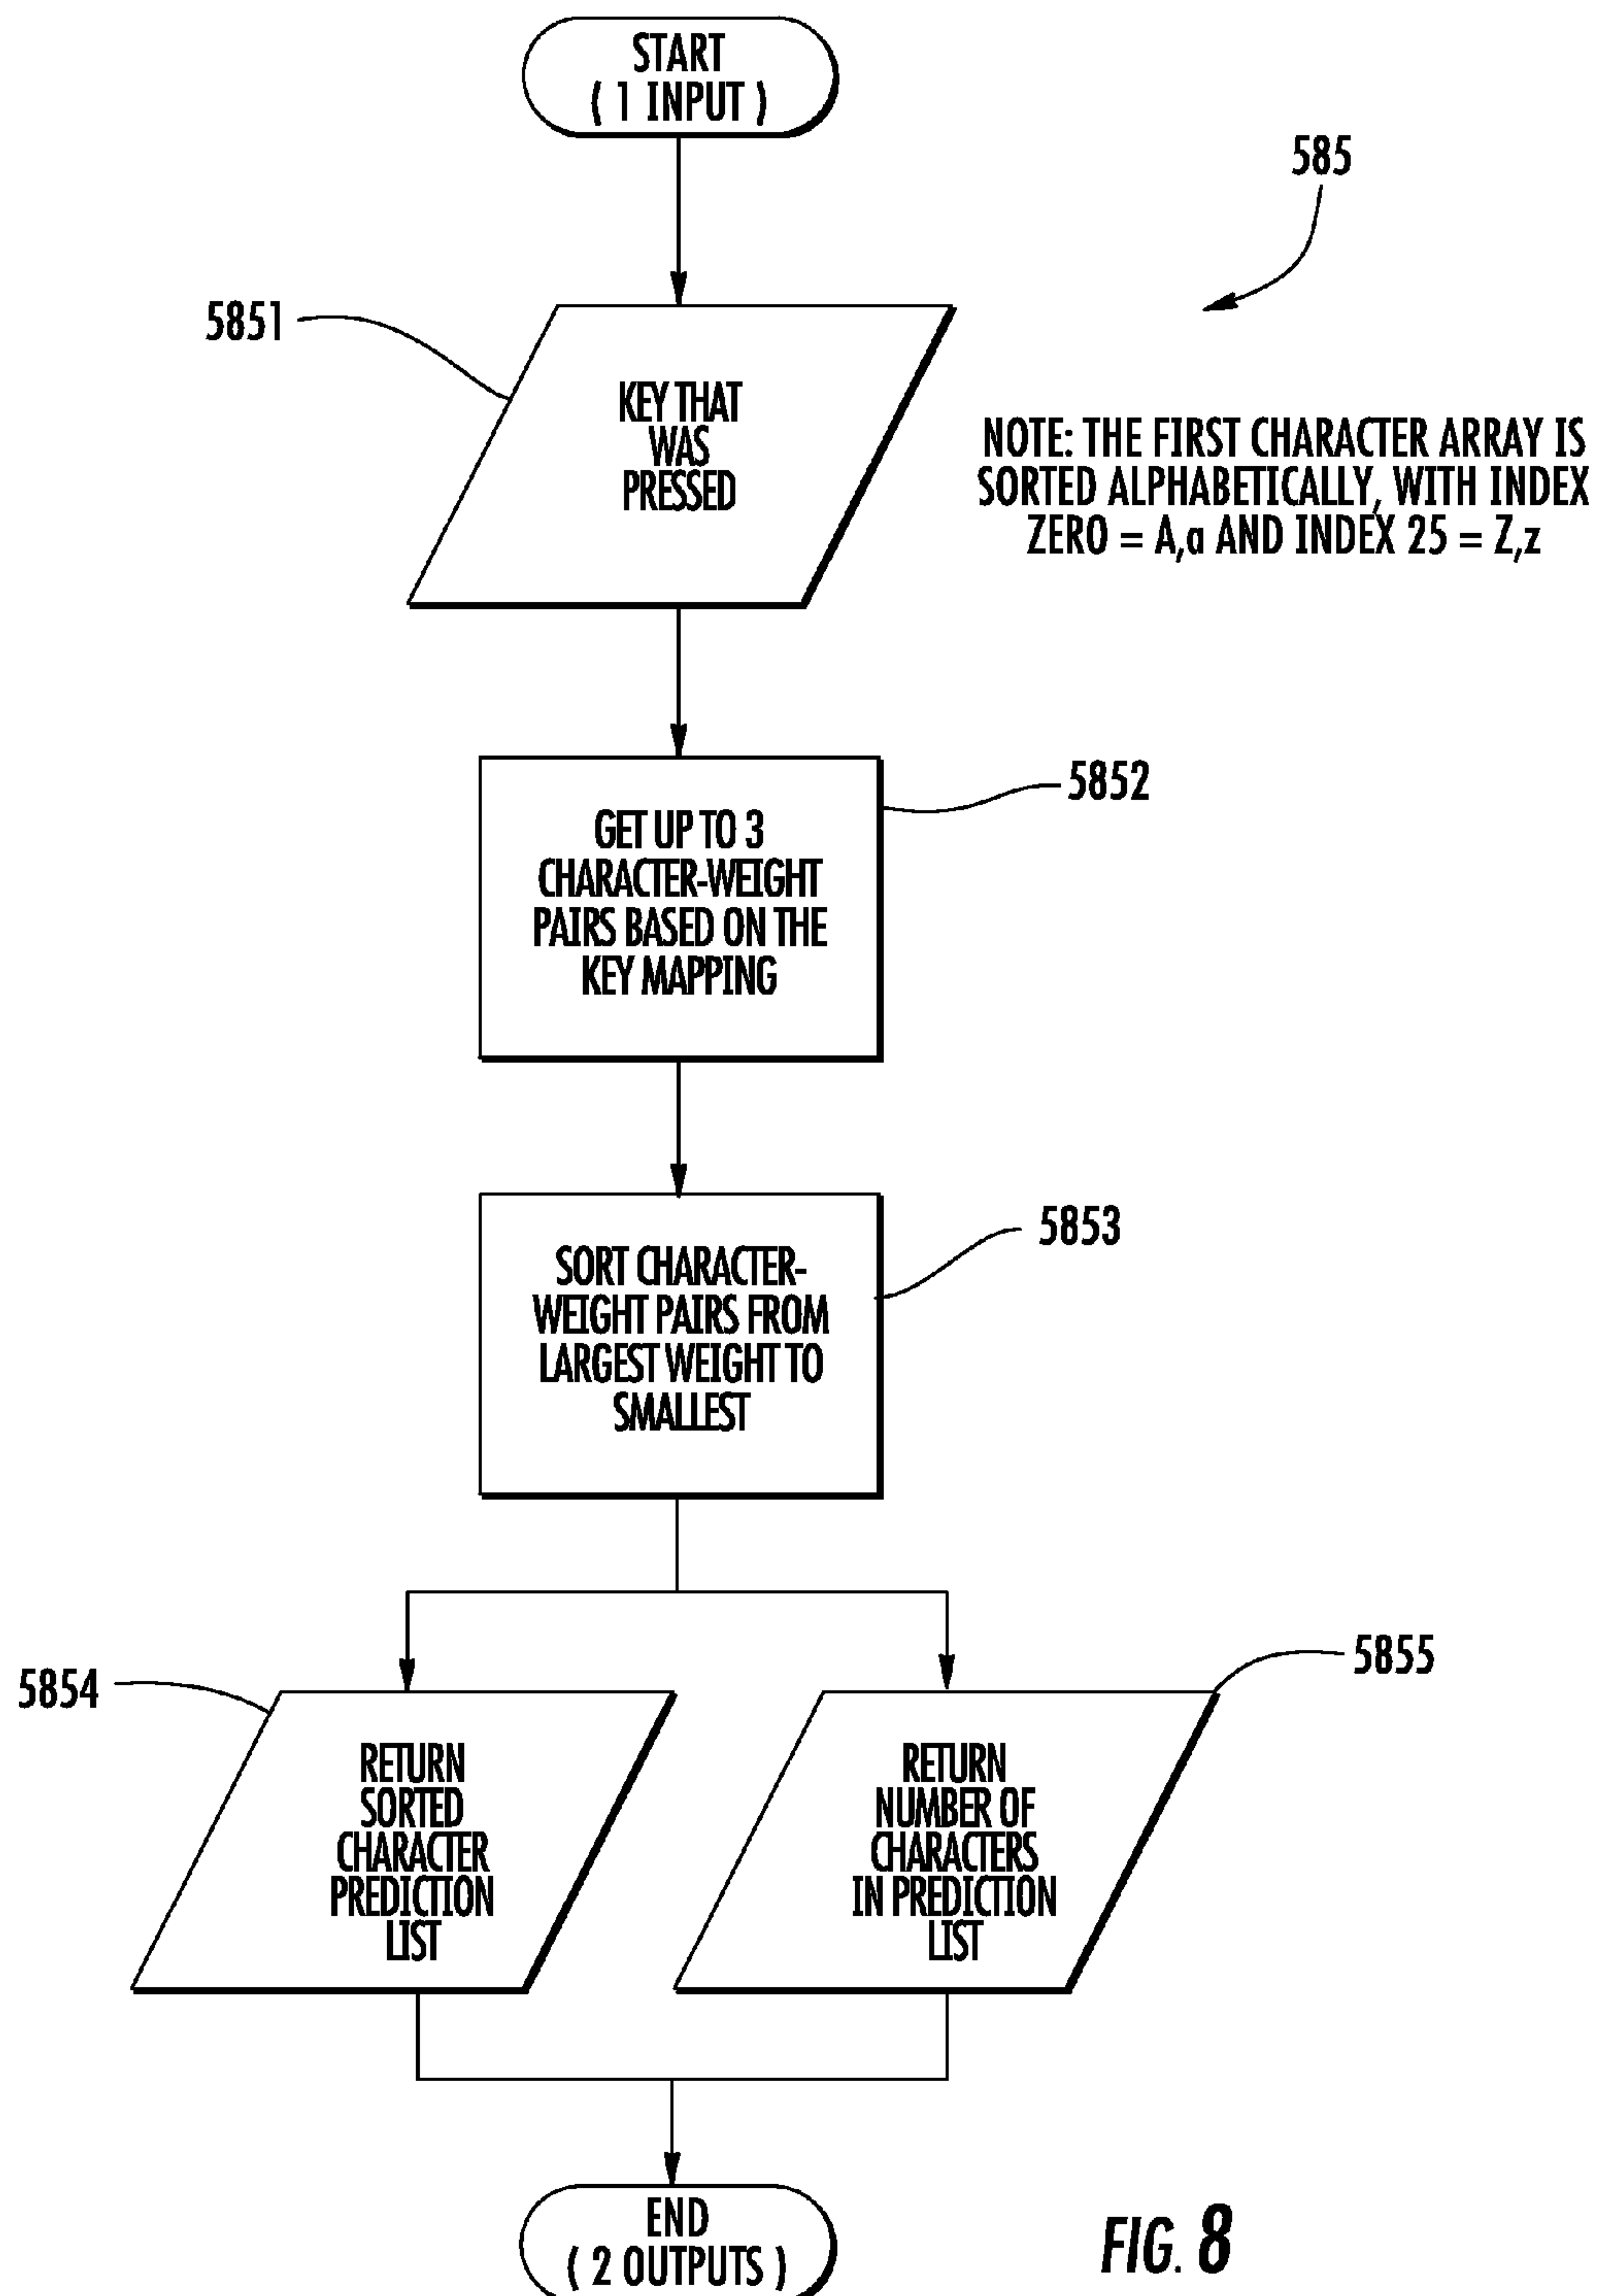 START
( 1 INPUT )
585
5851
KEY THAT
WAS
PRESSED
NOTE: THE FIRST CHARACTER ARRAY IS
SORTED ALPHABETICALLY, WITH INDEX
ZERO = A,a AND INDEX 25 = Z,z
5852
GET UP TO 3
CHARACTER-WEIGHT
PAIRS BASED ON THE
KEY MAPPING
5853
SORT CHARACTER-
WEIGHT PAIRS FROM
LARGEST WEIGHT TO
SMALLEST
5854
RETURN
SORTED
CHARACTER
PREDICTION
LIST
5855
RETURN
NUMBER OF
CHARACTERS
IN PREDICTION
LIST
END
( 2 OUTPUTS )
FIG. 8